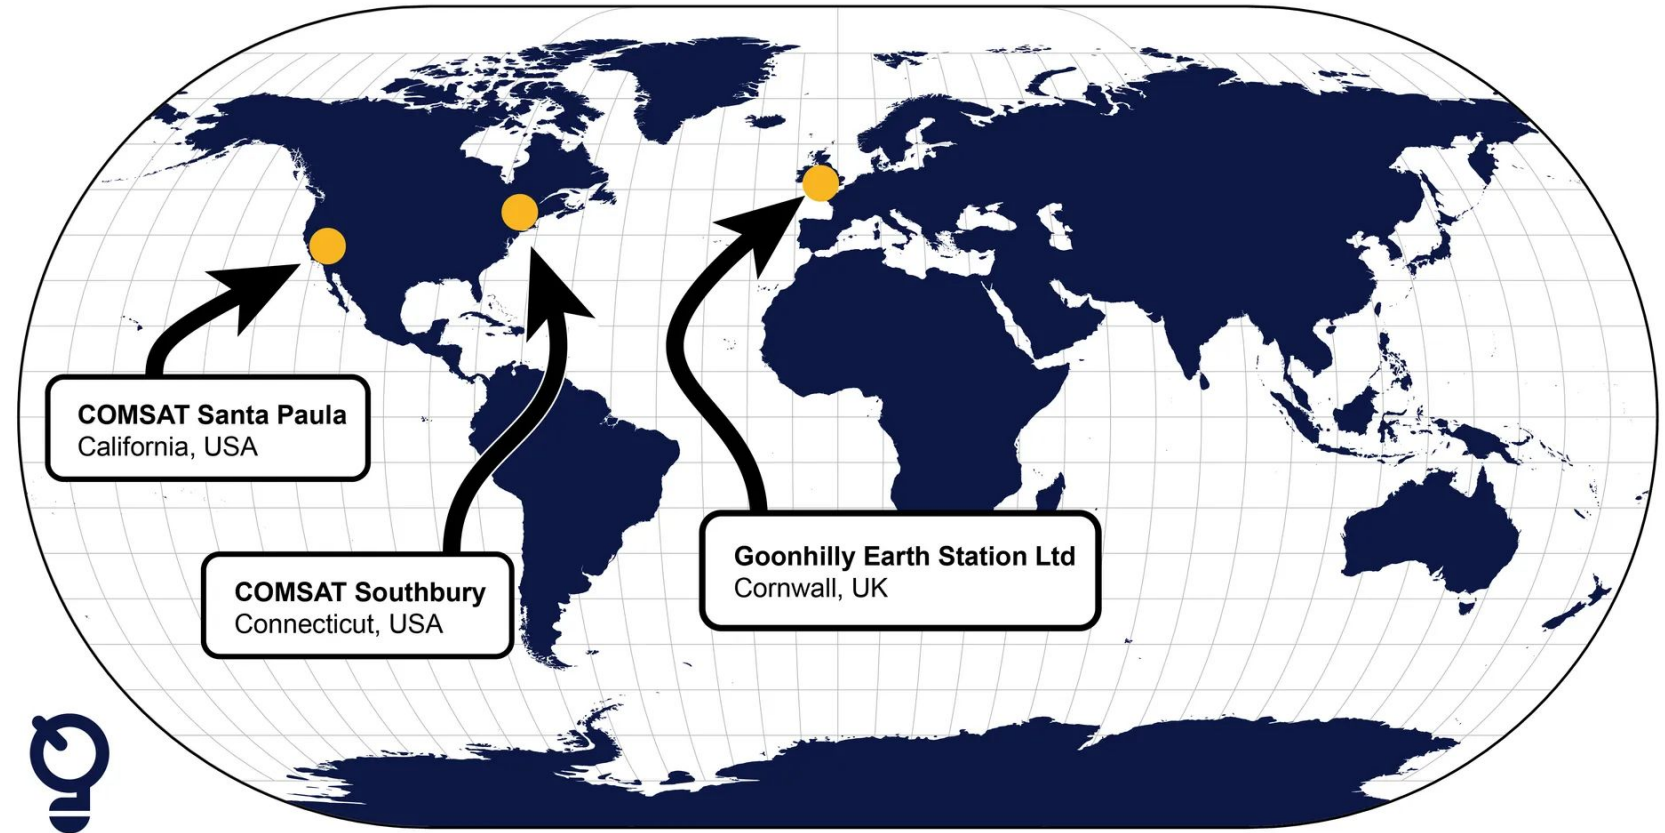 COMSAT Santa Paula
California, USA
COMSAT Southbury
Connecticut, USA
Goonhilly Earth Station Ltd
Cornwall, UK